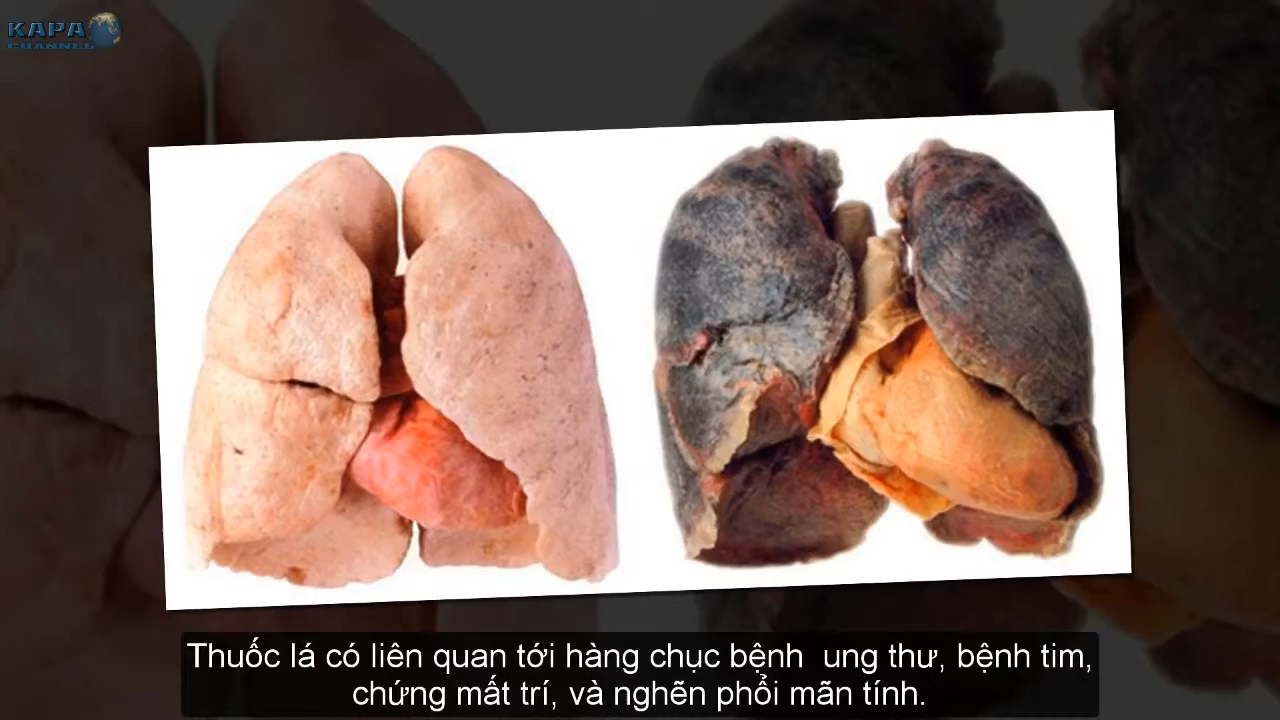 KAPA
CHANNEL
Thuốc lá có liên quan tới hàng chục bệnh  ung thư, bệnh tim,
chứng mất trí, và nghẽn phổi mãn tính.